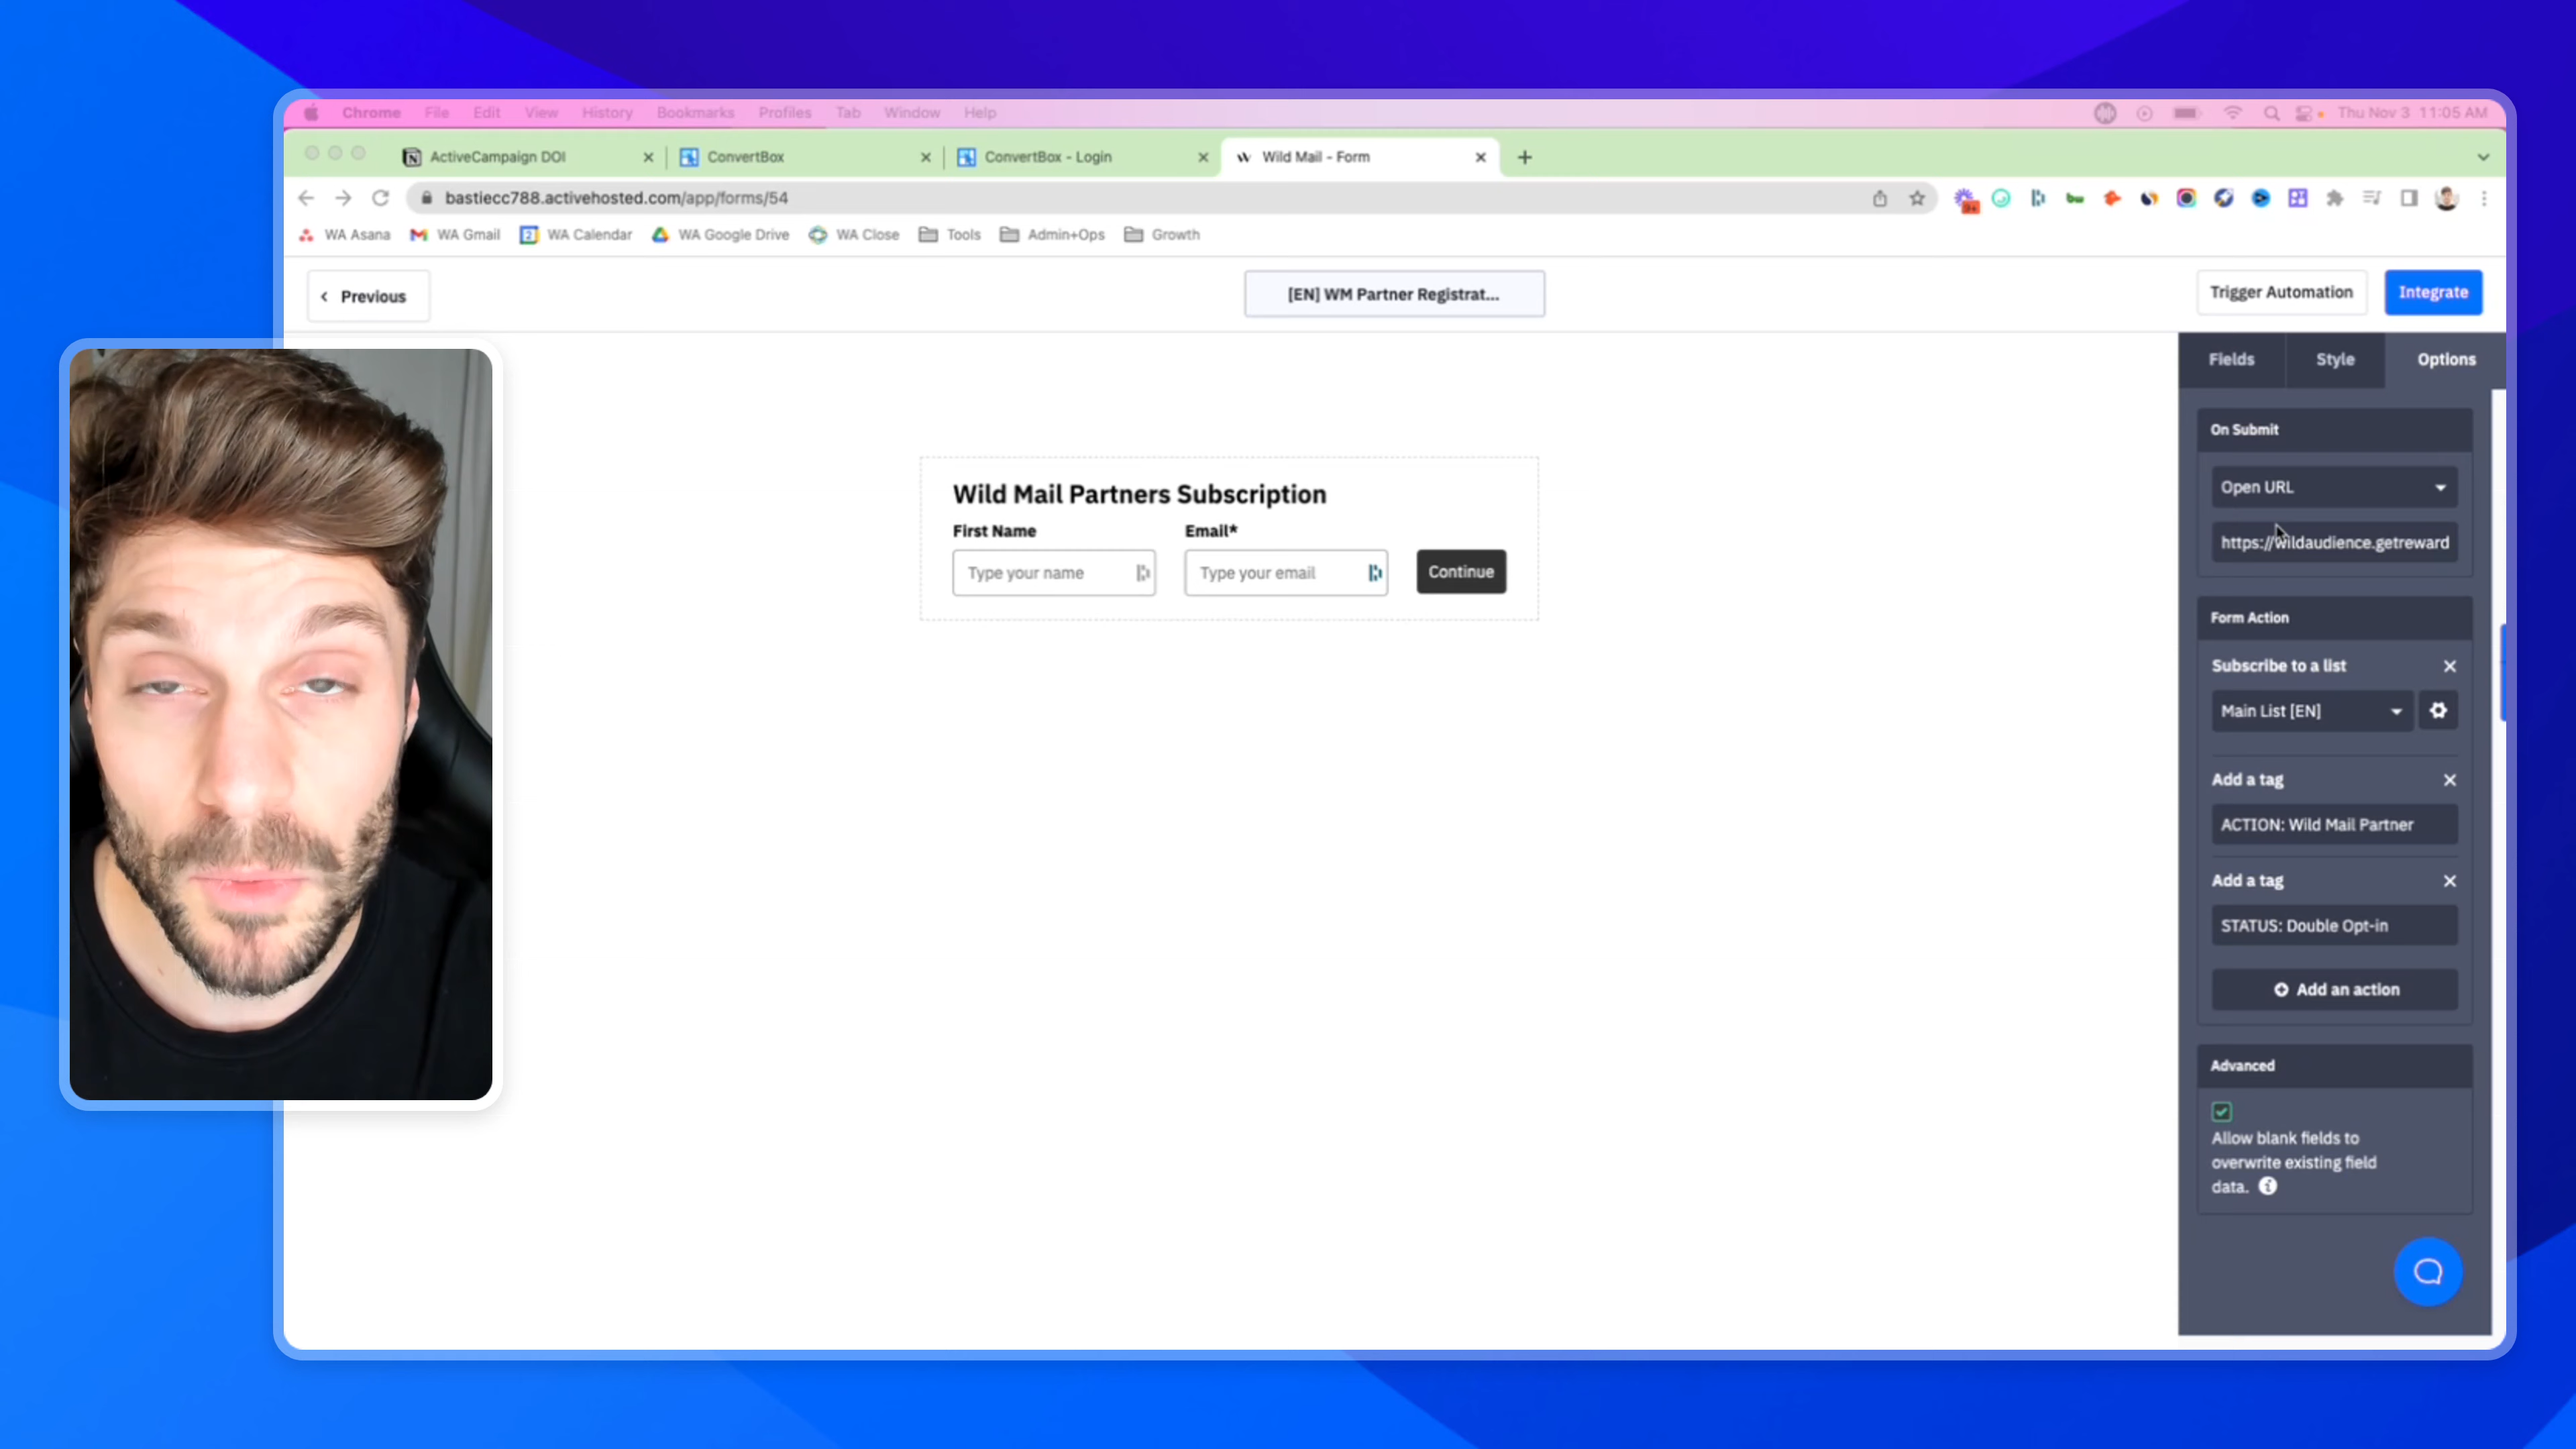 Chrome File Edit View History Bookmarks Profiles Tab Window Help Thu Nov 3 11:05 AM
ActiveCampaign DOI ConvertBox ConvertBox - Login Wild Mail - Form
bastiecc788.activehosted.com/app/forms/54
WA Asana WA Gmail WA Calendar WA Google Drive WA Close Tools Admin+Ops Growth
Previous [EN] WM Partner Registrat... Trigger Automation Integrate
Fields Style Options
On Submit
Open URL
https://wildaudience.getreward
Wild Mail Partners Subscription
First Name Email*
Type your name Type your email Continue
Form Action
Subscribe to a list
Main List [EN]
Add a tag
ACTION: Wild Mail Partner
Add a tag
STATUS: Double Opt-in
Add an action
Advanced
Allow blank fields to
overwrite existing field
data.